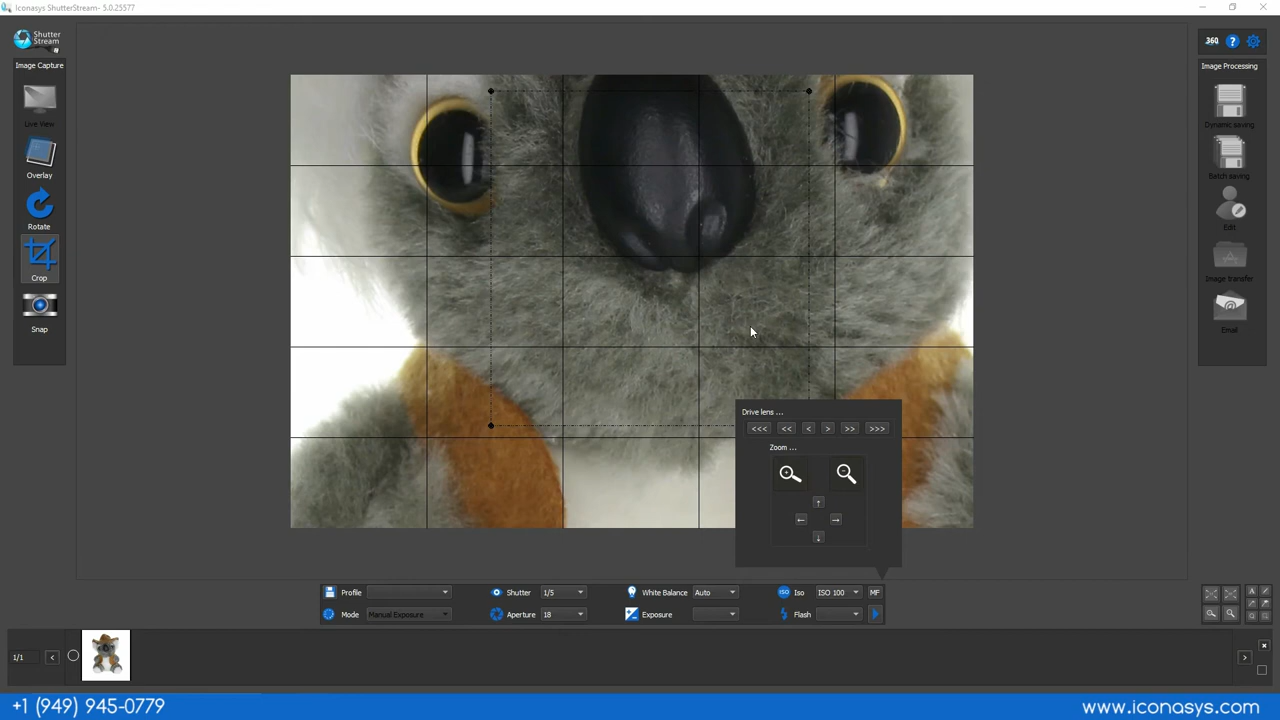 Iconasys ShutterStream- 5.0.25577
Shutter
Stream
Image Capture
Live View
Overlay
Rotate
Crop
Snap
360
?
Image Processing
Dynamic saving
Batch saving
Edit
Image transfer
Email
Drive lens ...
<<< << < > >> >>>
Zoom ...
↑
← →
↓
Profile
Shutter 1/5
White Balance Auto
ISO Iso ISO 100 MF
Mode Manual Exposure
Aperture 18
Exposure
Flash
1/1 <
>
+1 (949) 945-0779
www.iconasys.com